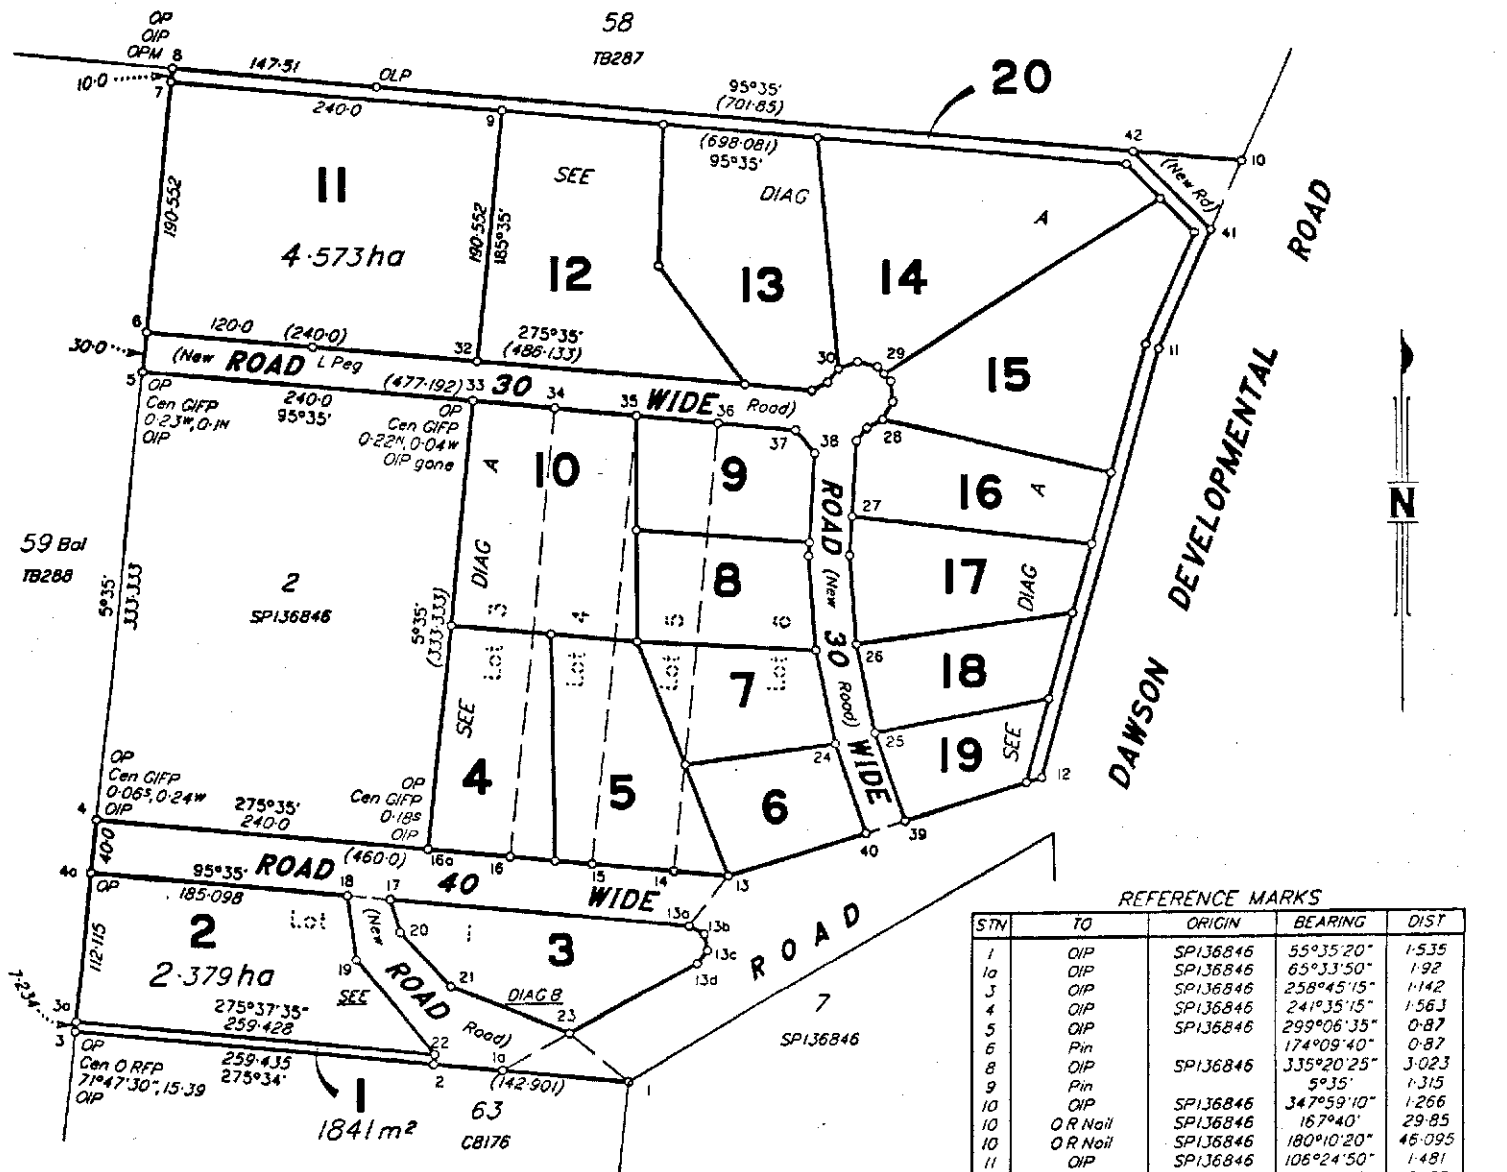 OP
OIP
OPM
8
58
TB287
10·0
7
147·51
OLP
240·0
9
95°35'
(701·85)
(698·081)
95°35'
20
42
10
(New Rd)
41
11
4·573ha
190·552
190·552
185°35'
SEE
12
DIAG
13
A
14
15
ROAD
DEVELOPMENTAL
DAWSON
6
30·0
5
120·0
(240·0)
(New ROAD
L Peg
32
275°35'
(486·133)
(477·192)
33
30
34
35
WIDE
36
Road)
37
38
30
29
28
11
N
OP
Cen GIFP
0·23W, 0·1N
OIP
240·0
95°35'
OP
Cen GIFP
0·22N, 0·04W
OIP gone
A
10
9
ROAD
(New
30
Road)
WIDE
27
16
A
17
DIAG
59 Bal
TB288
5°35'
333·333
2
SP136846
5°35'
(333·333)
DIAG
Lot 3
Lot 4
Lot 5
Lot 6
8
7
26
18
25
19
SEE
12
24
SEE
4
5
6
39
40
OP
Cen GIFP
0·06S, 0·24W
OIP
4
40·0
4a
275°35'
240·0
OP
Cen GIFP
0·18S
OIP
16a
16
15
14
13
95°35'
ROAD
(460·0)
40
WIDE
OP
185·098
18
17
13a
13b
13c
13d
Lot 1
2
2·379ha
112·115
7·234
3a
3
(New
ROAD
Road)
20
19
21
SEE
3
DIAG B
23
22
275°37'35"
259·428
OP
Cen O RFP
71°47'30", 15·39
OIP
259·435
275°34'
2
1a
(142·901)
1
1
1841m²
63
CB176
ROAD
7
SP136846
REFERENCE MARKS
STN TO ORIGIN BEARING DIST
1 OIP SP136846 55°35'20" 1·535
1a OIP SP136846 65°33'50" 1·92
3 OIP SP136846 258°45'15" 1·142
4 OIP SP136846 241°35'15" 1·563
5 OIP SP136846 299°06'35" 0·87
6 Pin 174°09'40" 0·87
8 OIP SP136846 335°20'25" 3·023
9 Pin 5°35' 1·315
10 OIP SP136846 347°59'10" 1·266
10 O R Nail SP136846 167°40' 29·85
10 O R Nail SP136846 180°10'20" 46·095
11 OIP SP136846 106°24'50" 1·481